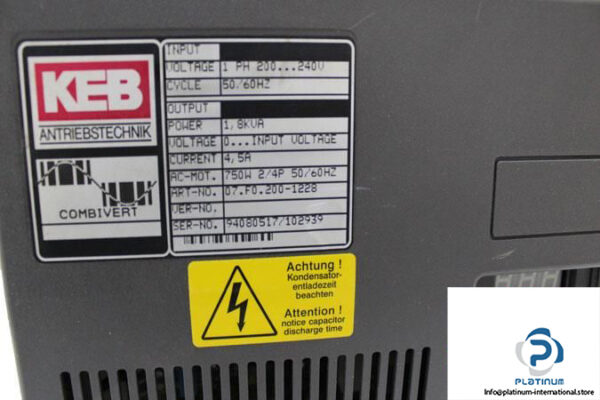 KEB
ANTRIEBSTECHNIK
COMBIVERT
INPUT
VOLTAGE 1 PH 200...240V
CYCLE 50/60HZ
OUTPUT
POWER 1,8KVA
VOLTAGE 0...INPUT VOLTAGE
CURRENT 4,5A
AC-MOT. 750W 2/4P 50/60HZ
ART-NO. 07.F0.200-1228
VER-NO.
SER-NO. 94080517/102939
Achtung !
Kondensator-
entladezeit
beachten
Attention !
notice capacitor
discharge time
PLATINUM
info@platinum-international.store